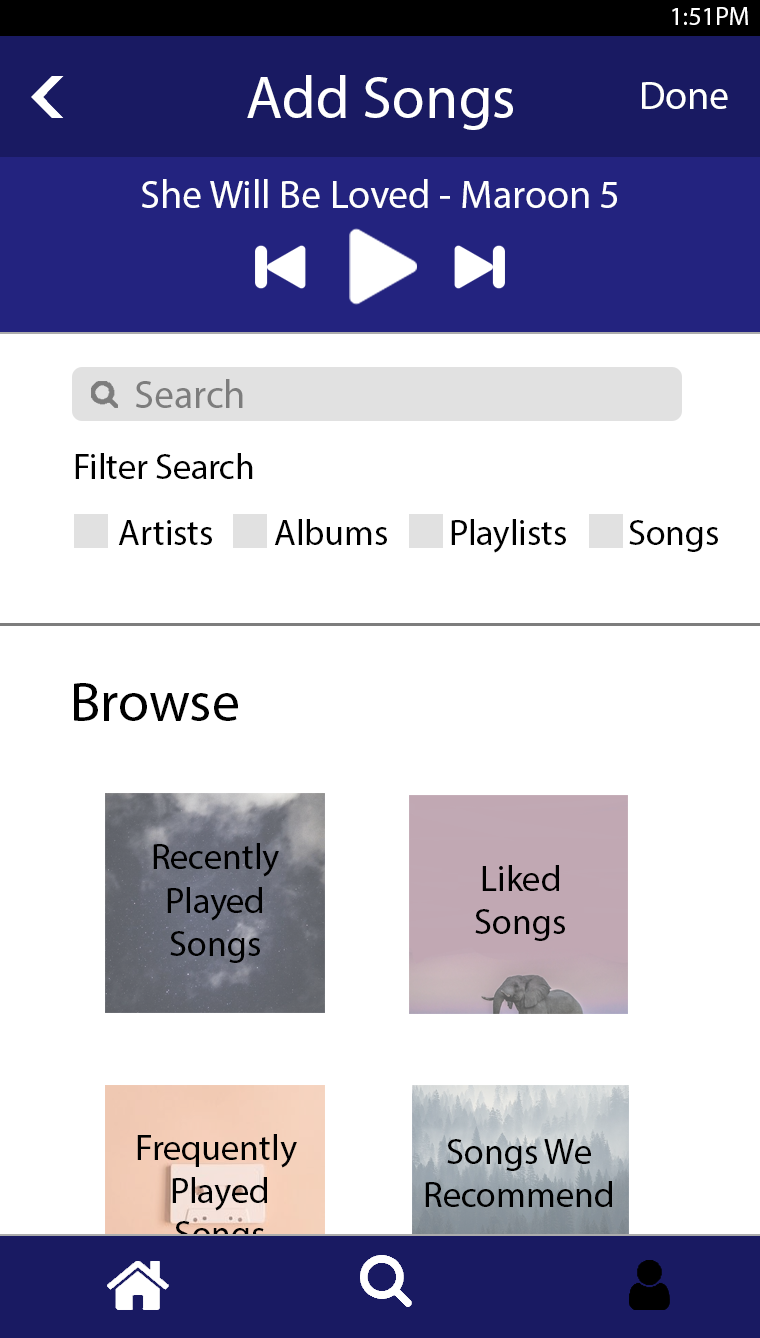 1:51PM
Add Songs
Done
She Will Be Loved - Maroon 5
Search
Filter Search
Artists
Albums
Playlists
Songs
Browse
Recently
Played
Songs
Liked
Songs
Frequently
Played
Songs
Songs We
Recommend